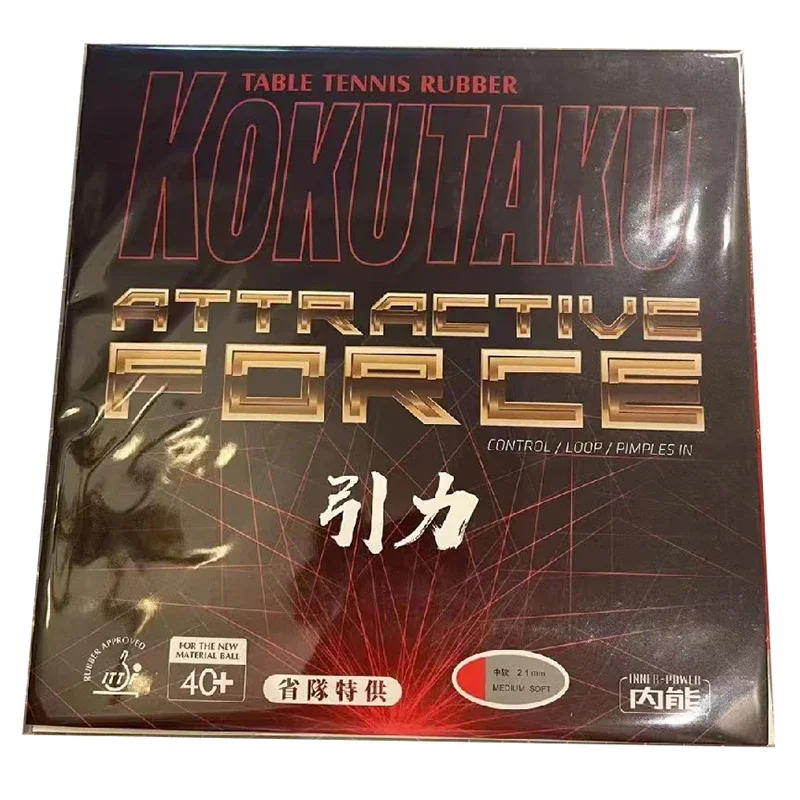 TABLE TENNIS RUBBER
KOKUTAKU
ATTRACTIVE
FORCE
CONTROL / LOOP / PIMPLES IN
引力
RUBBER APPROVED
ITTF
FOR THE NEW
MATERIAL BALL
40+
省隊特供
中软 2.1mm
MEDIUM SOFT
INNER-POWER
内能